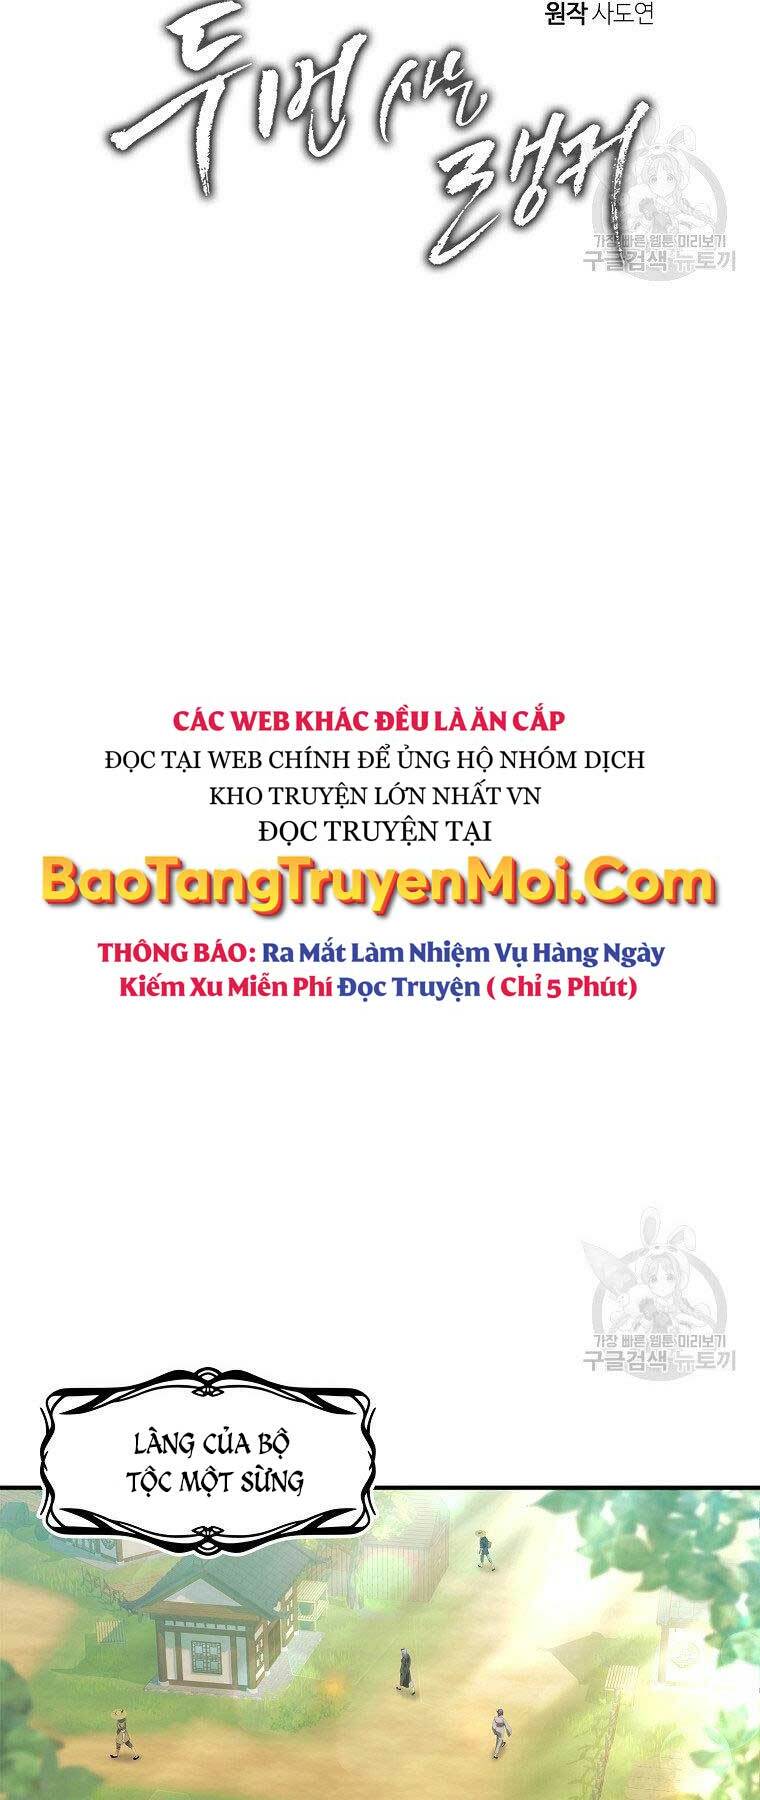 원작 사도연
두번 사는
랭커
가장 빠른 웹툰 미리보기
구글검색 뉴토끼
CÁC WEB KHÁC ĐỀU LÀ ĂN CẮP
ĐỌC TẠI WEB CHÍNH ĐỂ ỦNG HỘ NHÓM DỊCH
KHO TRUYỆN LỚN NHẤT VN
ĐỌC TRUYỆN TẠI
BaoTangTruyenMoi.Com
THÔNG BÁO: Ra Mắt Làm Nhiệm Vụ Hàng Ngày
Kiếm Xu Miễn Phí Đọc Truyện ( Chỉ 5 Phút)
가장 빠른 웹툰 미리보기
구글검색 뉴토끼
LÀNG CỦA BỘ
TỘC MỘT SỪNG